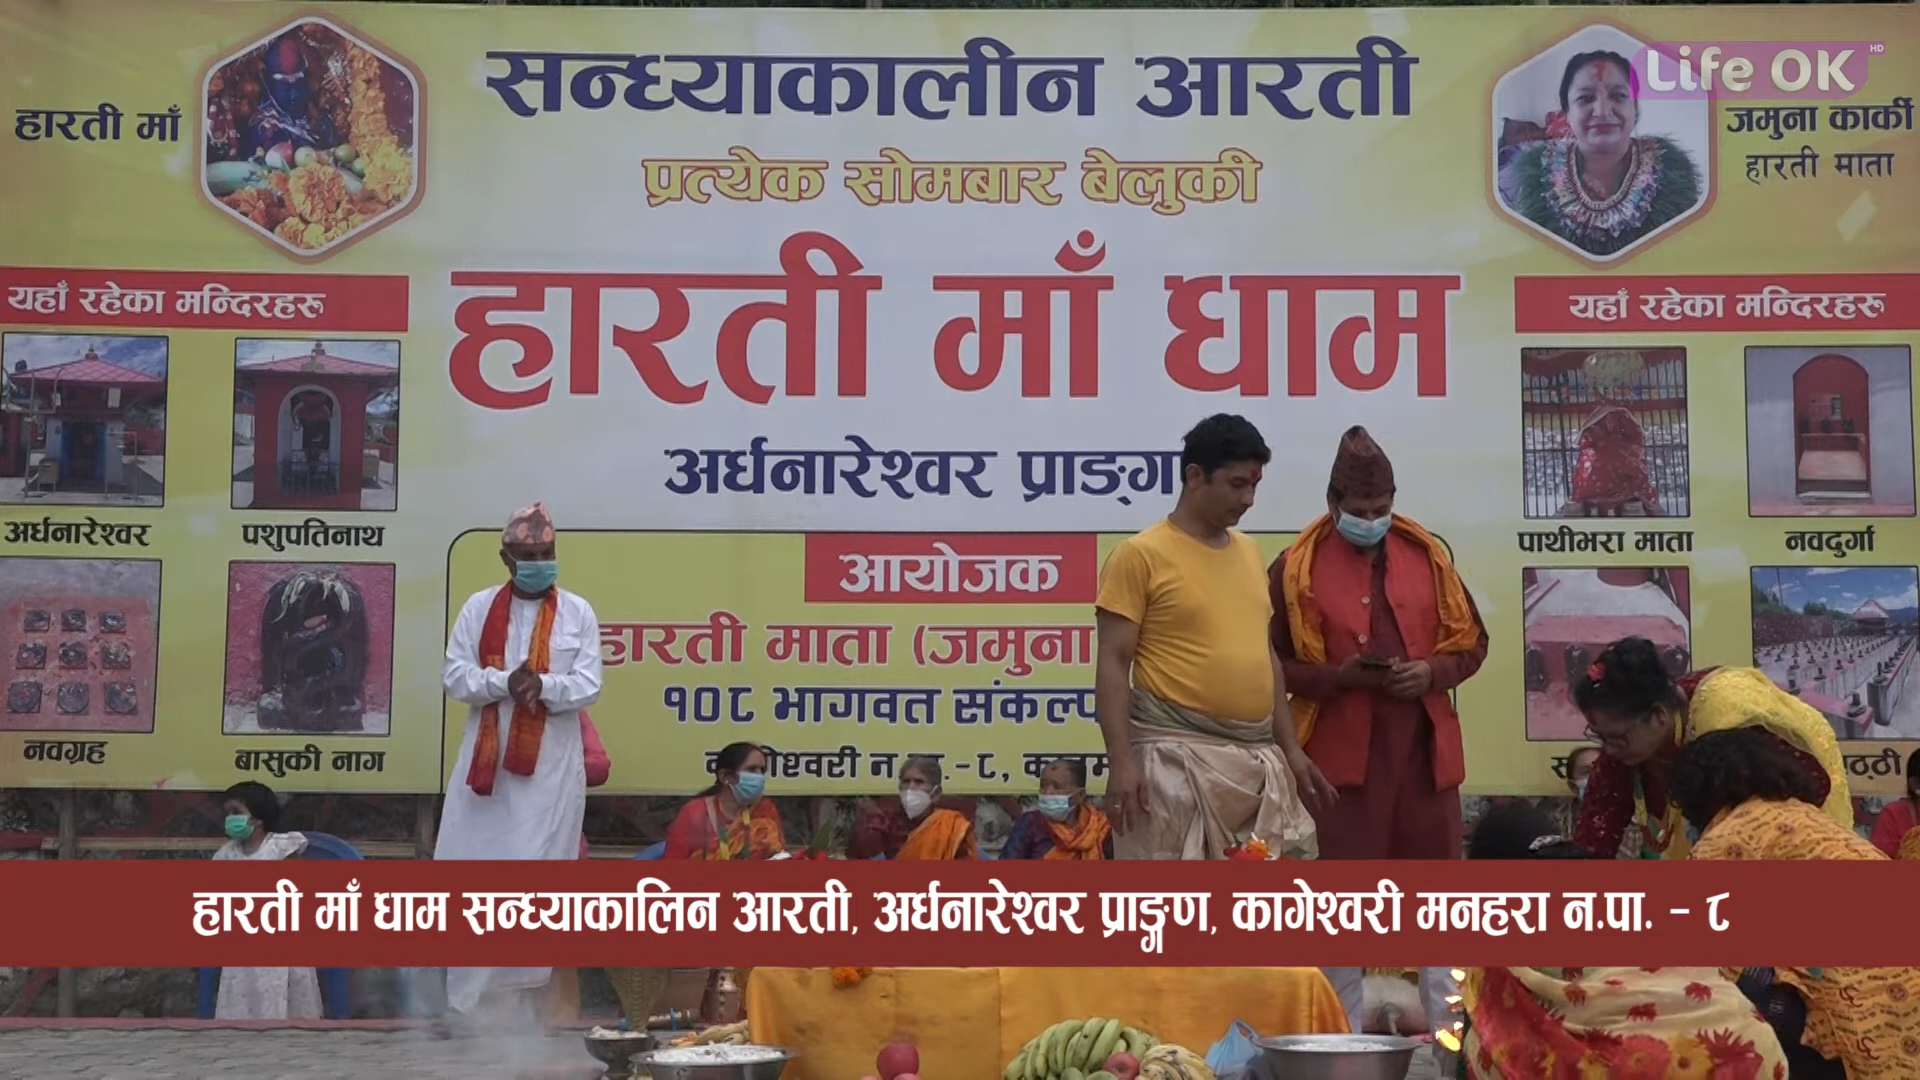 Life OK HD
सन्ध्याकालीन आरती
हारती माँ
जमुना कार्की
हारती माता
प्रत्येक सोमबार बेलुकी
हारती माँ धाम
यहाँ रहेका मन्दिरहरु
यहाँ रहेका मन्दिरहरु
अर्धनारेश्वर
पशुपतिनाथ
पाथीभरा माता
नवदुर्गा
अर्धनारेश्वर
आयोजक
हारती माता (जमुना
१०८ भागवत
नवग्रह
बासुकी नाग
हारती माँ धाम सन्ध्याकालिन आरती, अर्धनारेश्वर प्राङ्गण, कागेश्वरी मनहरा न.पा. - ८